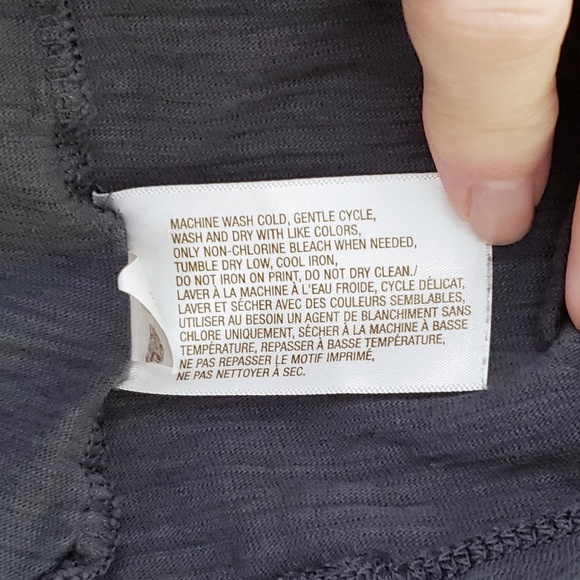 MACHINE WASH COLD, GENTLE CYCLE,
WASH AND DRY WITH LIKE COLORS,
ONLY NON-CHLORINE BLEACH WHEN NEEDED,
TUMBLE DRY LOW, COOL IRON,
DO NOT IRON ON PRINT, DO NOT DRY CLEAN./
LAVER À LA MACHINE À L'EAU FROIDE, CYCLE DÉLICAT,
LAVER ET SÉCHER AVEC DES COULEURS SEMBLABLES,
UTILISER AU BESOIN UN AGENT DE BLANCHIMENT SANS
CHLORE UNIQUEMENT, SÉCHER À LA MACHINE À BASSE
TEMPÉRATURE, REPASSER À BASSE TEMPÉRATURE,
NE PAS REPASSER LE MOTIF IMPRIMÉ,
NE PAS NETTOYER À SEC.